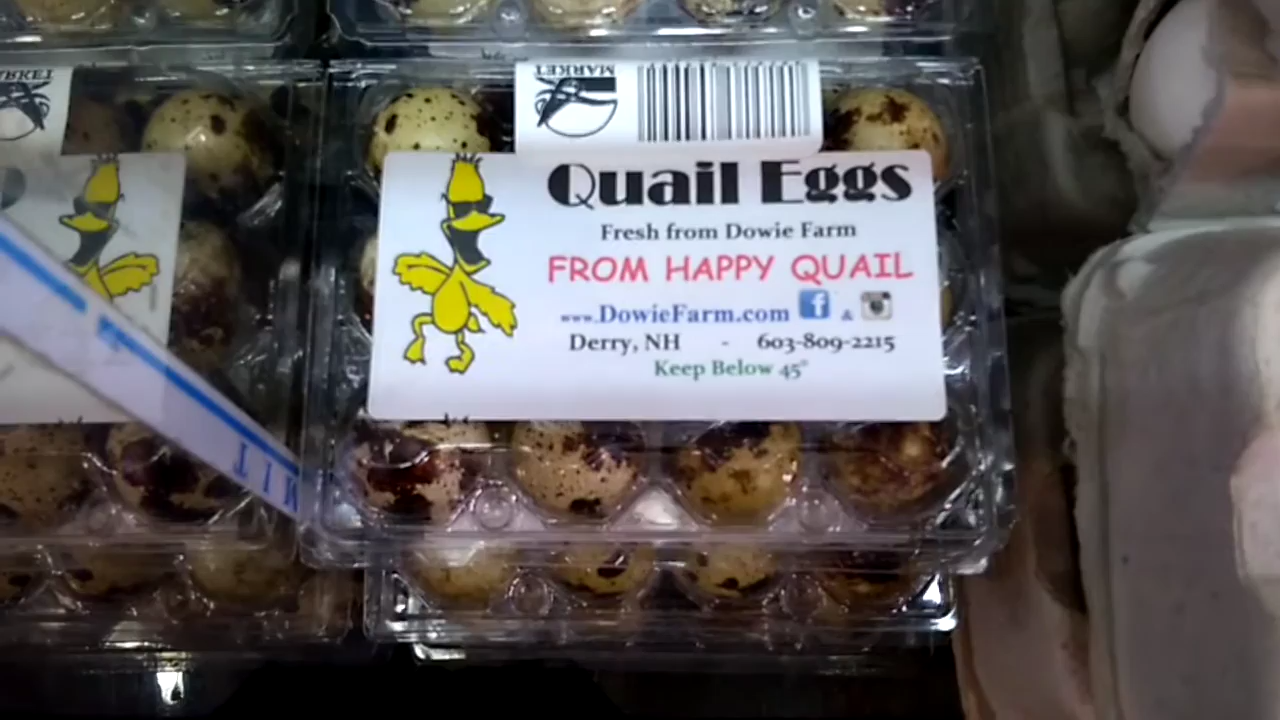 MARKET
MARKET
Quail Eggs
Fresh from Dowie Farm
FROM HAPPY QUAIL
www.DowieFarm.com f &
Derry, NH - 603-809-2215
Keep Below 45°